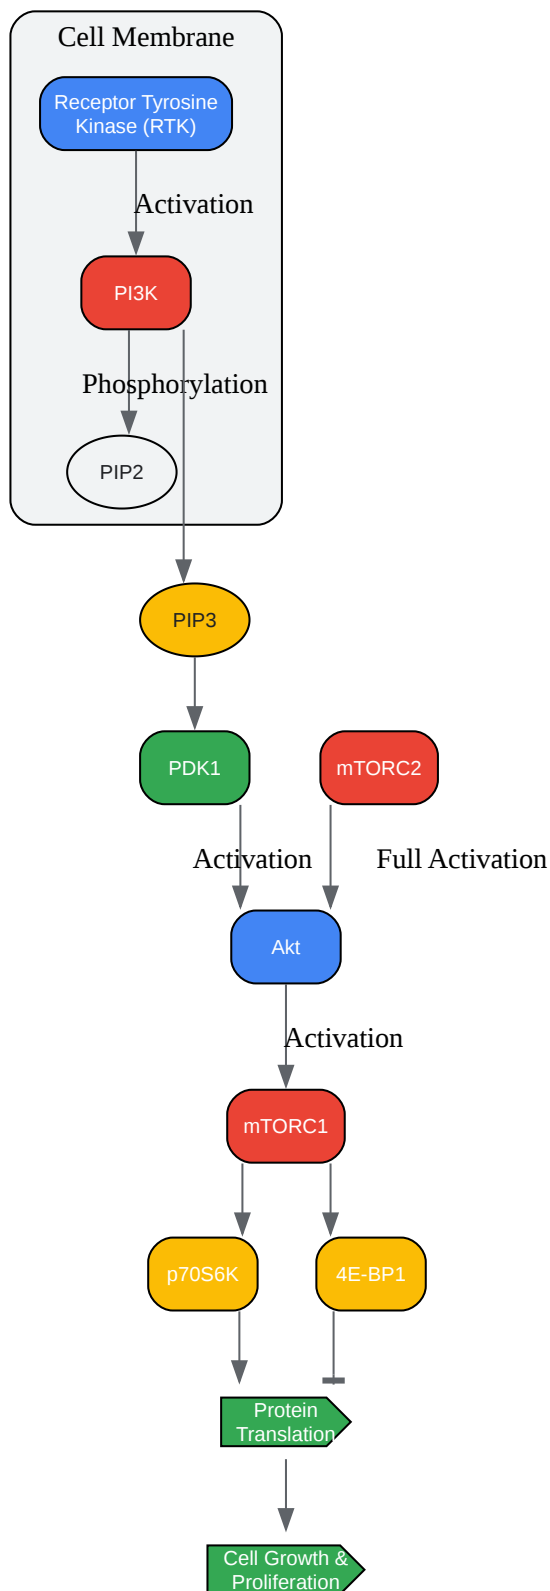 Cell Membrane
Receptor Tyrosine
Kinase (RTK)
Activation
PI3K
Phosphorylation
PIP2
PIP3
PDK1
mTORC2
Activation
Full Activation
Akt
Activation
mTORC1
p70S6K
4E-BP1
Protein
Translation
Cell Growth &
Proliferation